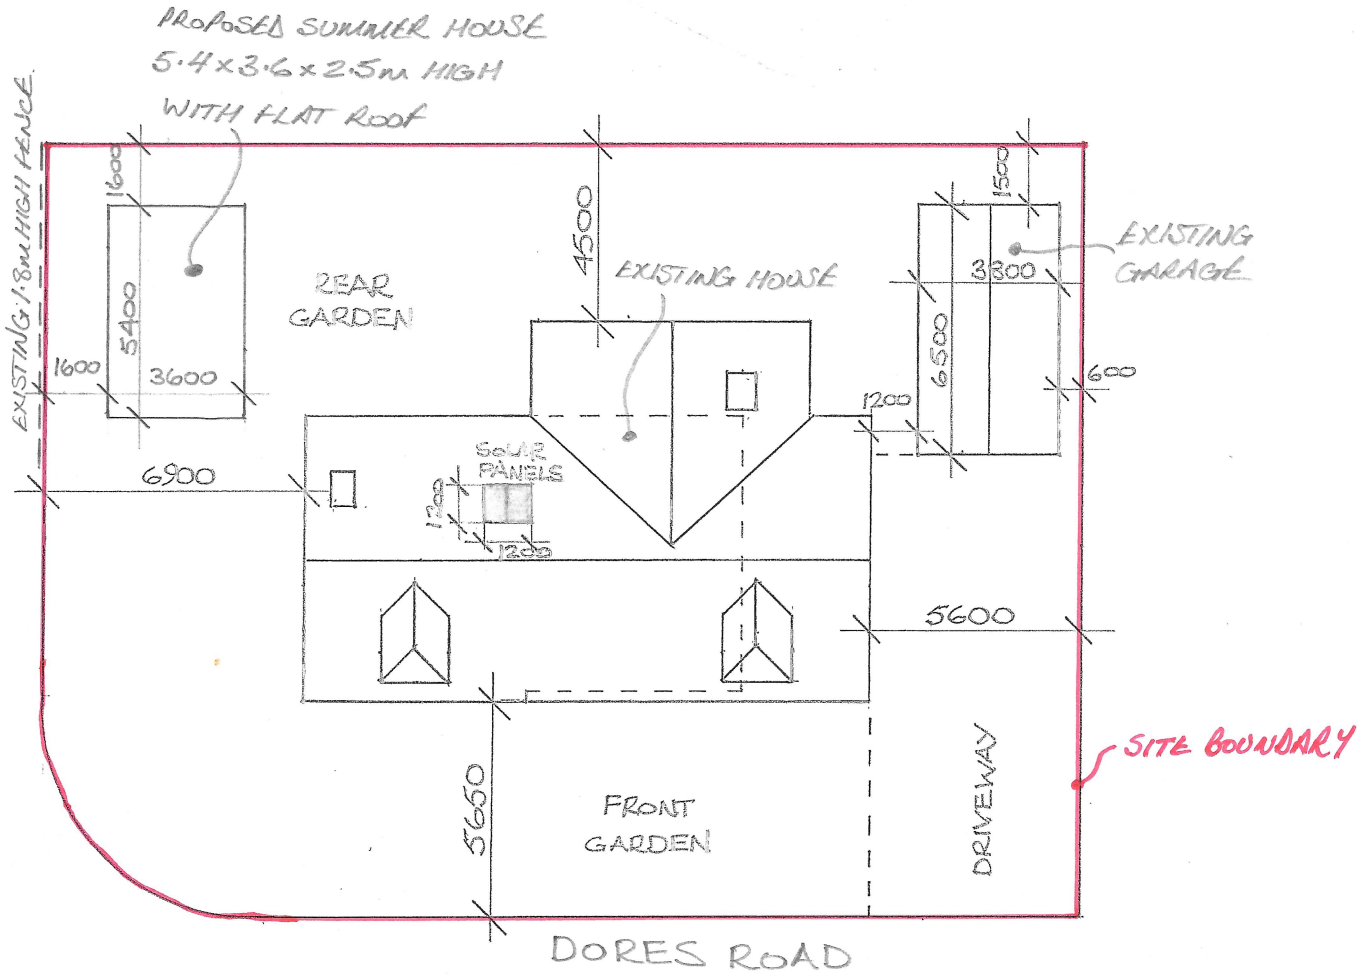 PROPOSED SUMMER HOUSE
5.4 x 3.6 x 2.5m HIGH
WITH FLAT ROOF
EXISTING 1.8m HIGH FENCE.
1600
4500
1500
EXISTING
GARAGE
3800
EXISTING HOUSE
REAR
GARDEN
5400
6500
1600
3600
600
1200
SOLAR
PANELS
6900
1200
1200
5600
SITE BOUNDARY
5650
FRONT
GARDEN
DRIVEWAY
DORES ROAD